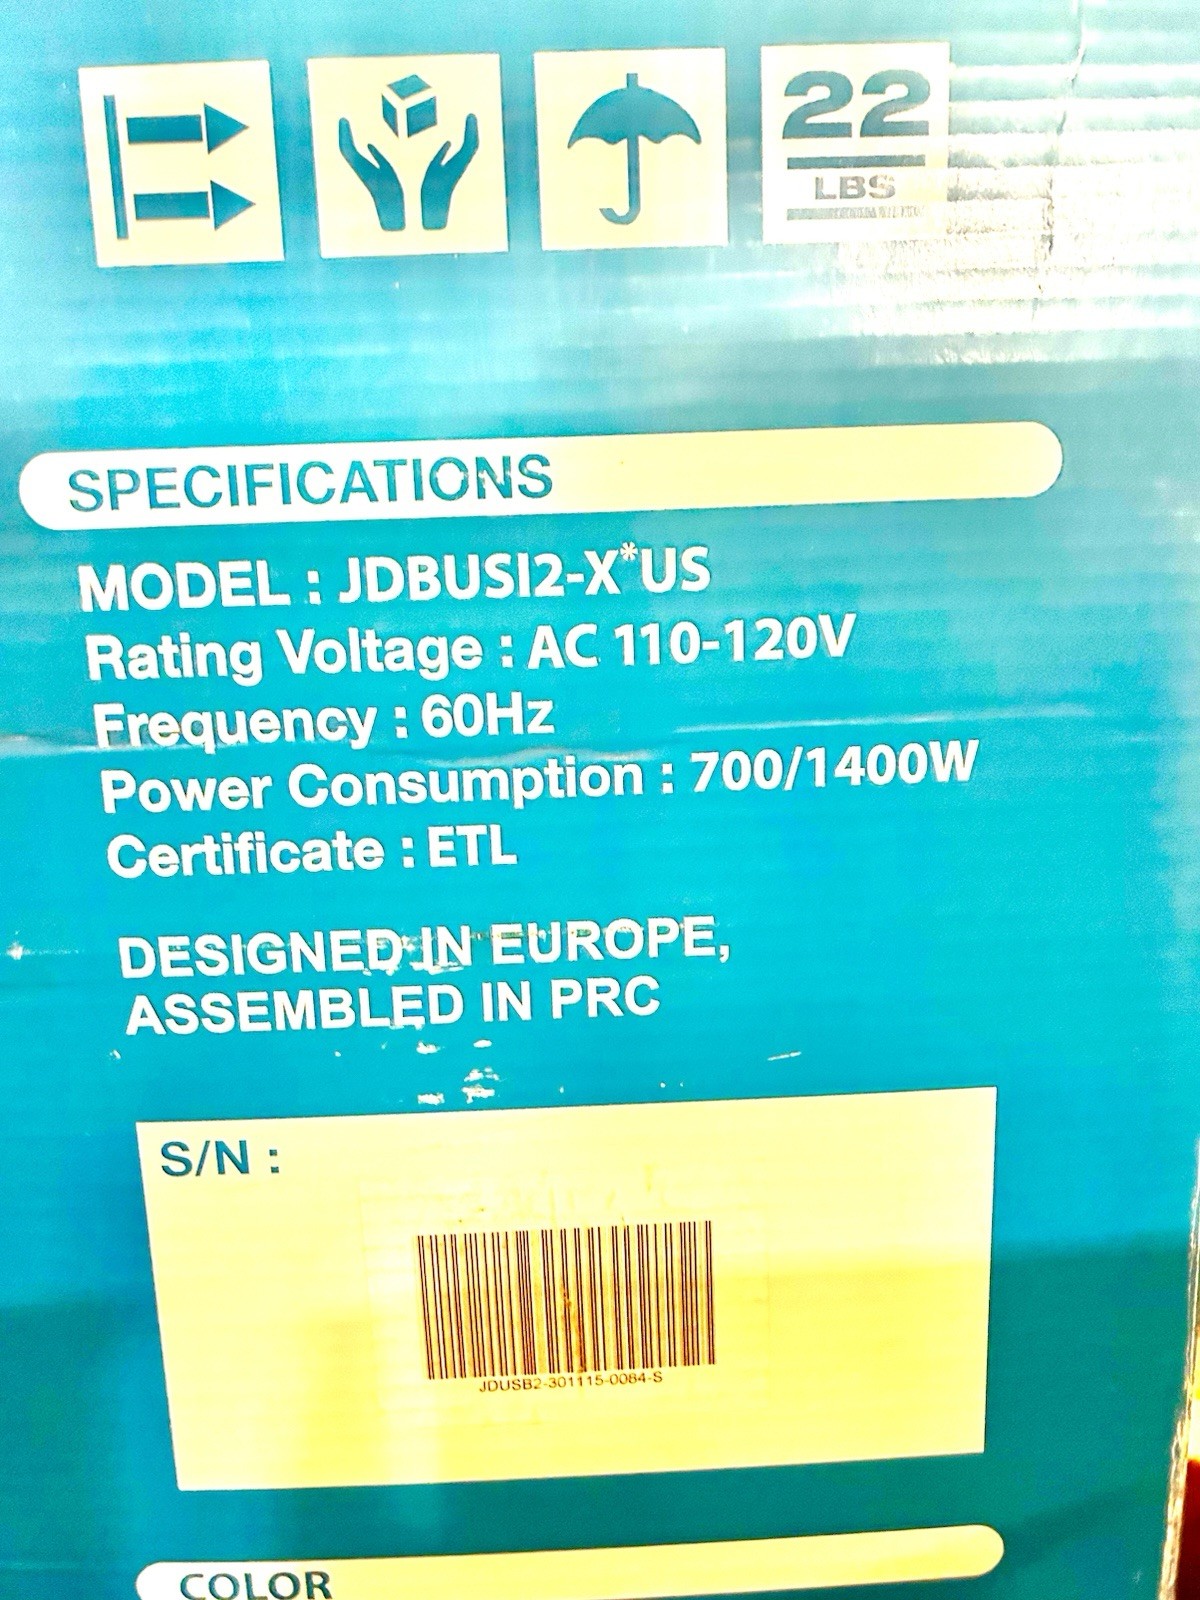 22
LBS
SPECIFICATIONS
MODEL : JDBUSI2-X*US
Rating Voltage : AC 110-120V
Frequency : 60Hz
Power Consumption : 700/1400W
Certificate : ETL
DESIGNED IN EUROPE,
ASSEMBLED IN PRC
S/N :
JDUSB2-301115-0084-S
COLOR